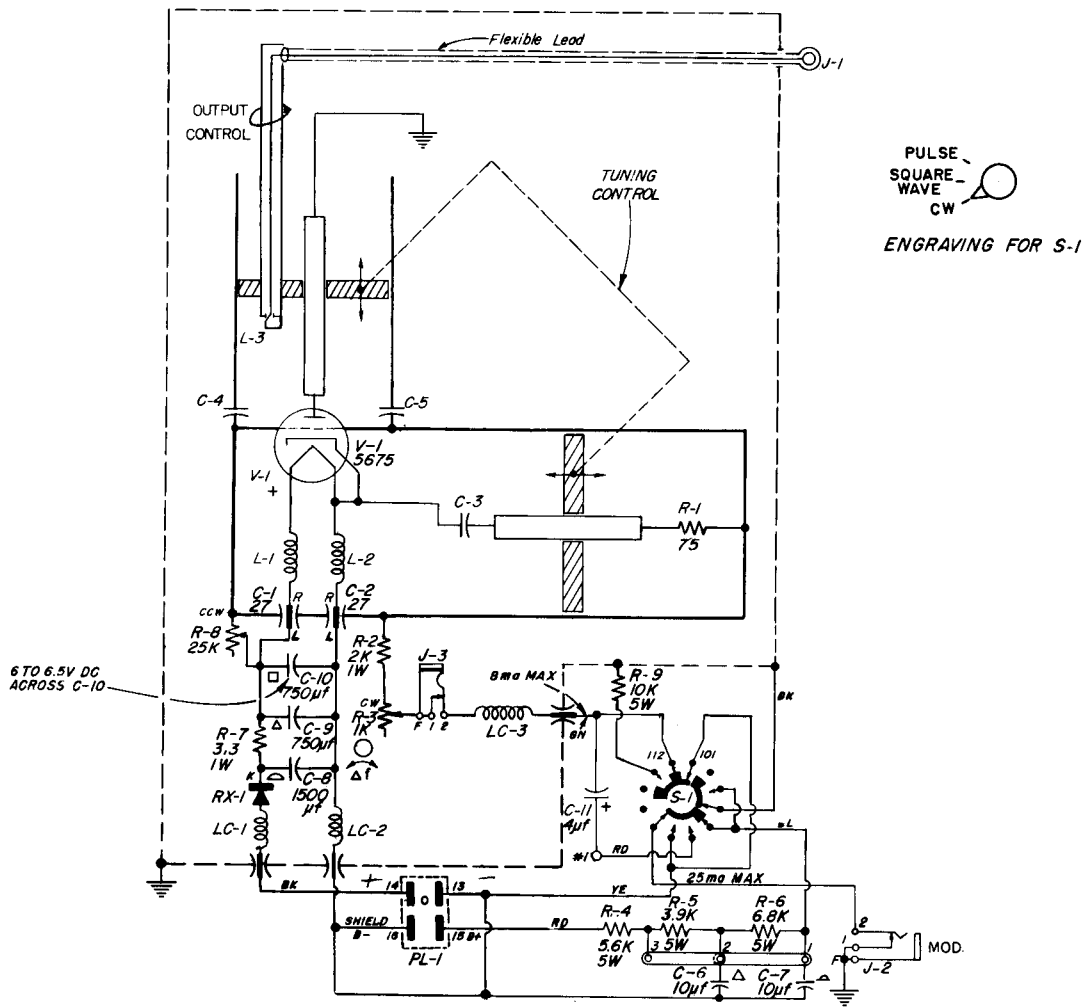 Flexible Lead
J-1
OUTPUT
CONTROL
PULSE
SQUARE
WAVE
CW
ENGRAVING FOR S-1
TUNING
CONTROL
L-3
C-4
C-5
V-1
5675
V-1
+
C-3
R-1
75
L-1
L-2
C-1
27
R
L
C-2
27
R
L
CCW
R-8
25K
R-2
2K
1W
J-3
6 TO 6.5V DC
ACROSS C-10
C-10
750µf
8ma MAX
R-9
10K
5W
BK
CW
R-3
1K
F 1 2
LC-3
GN
C-9
750µf
R-7
3.3
1W
Δf
112
101
K
C-8
1500
µf
RX-1
S-1
C-11
4µf
+
BL
LC-1
LC-2
#1
RD
25ma MAX
BK
+
14
13
-
YE
SHIELD
B-
16
15
B+
PL-1
RD
R-4
5.6K
5W
R-5
3.9K
5W
R-6
6.8K
5W
3
2
1
C-6
10µf
C-7
10µf
2
1
F
MOD.
J-2